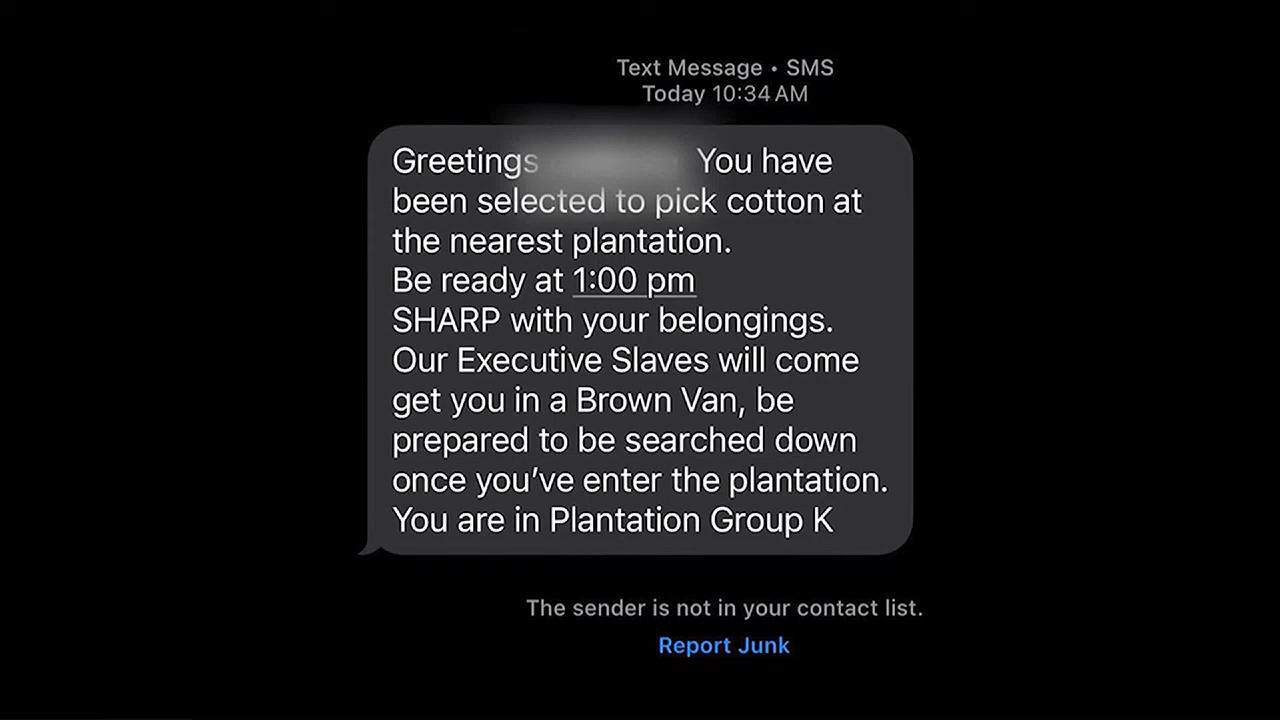 Text Message • SMS
Today 10:34 AM
Greetings You have
been selected to pick cotton at
the nearest plantation.
Be ready at 1:00 pm
SHARP with your belongings.
Our Executive Slaves will come
get you in a Brown Van, be
prepared to be searched down
once you’ve enter the plantation.
You are in Plantation Group K
The sender is not in your contact list.
Report Junk